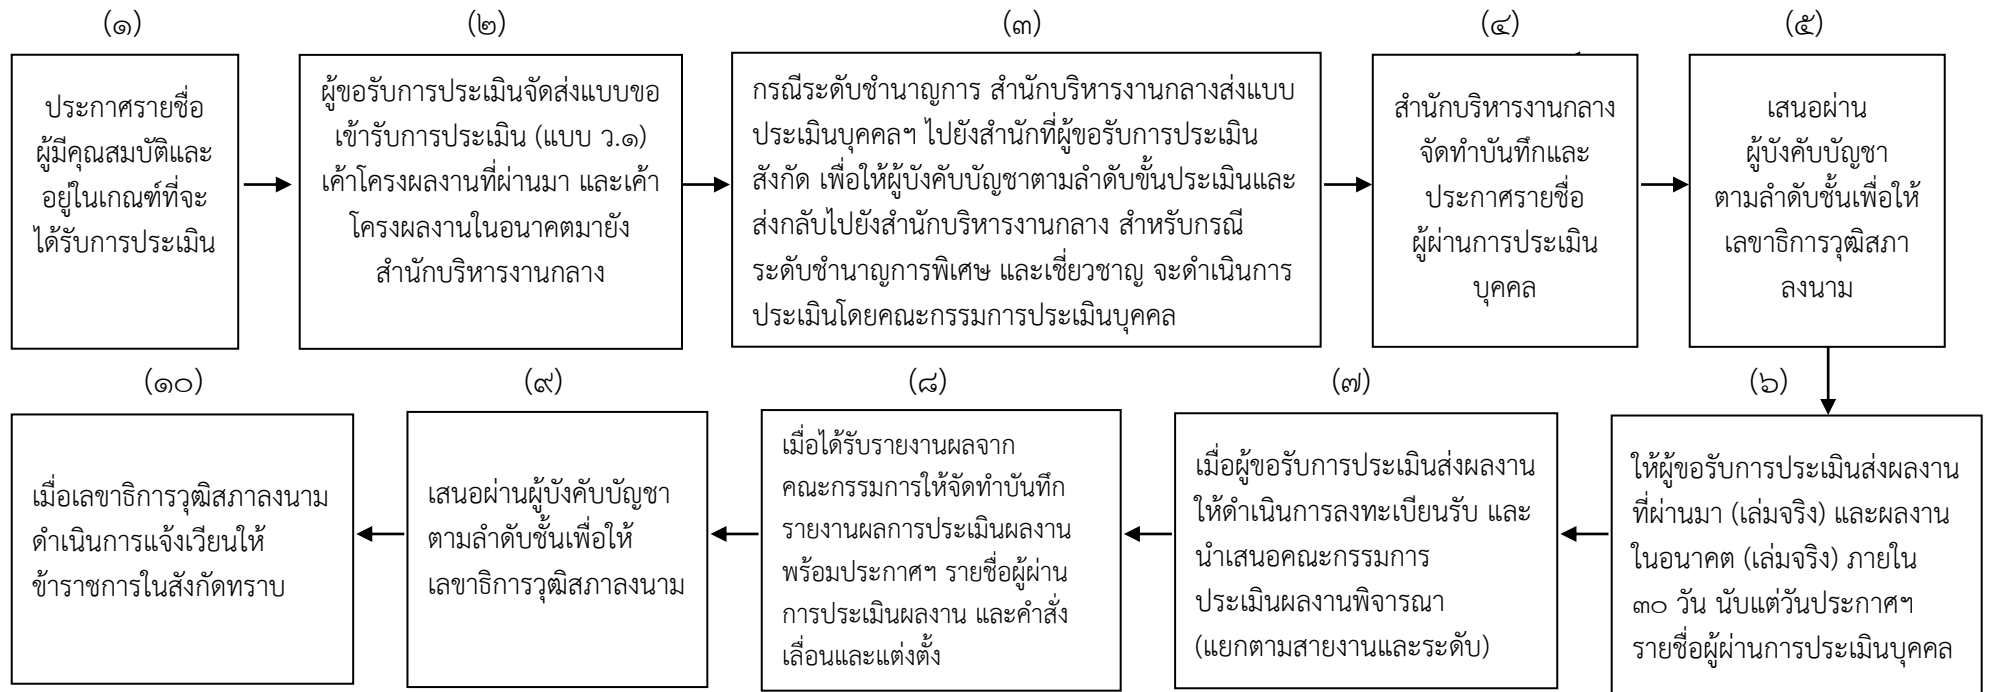 (๑)
ประกาศรายชื่อ
ผู้มีคุณสมบัติและ
อยู่ในเกณฑ์ที่จะ
ได้รับการประเมิน
(๒)
ผู้ขอรับการประเมินจัดส่งแบบขอ
เข้ารับการประเมิน (แบบ ว.๑)
เค้าโครงผลงานที่ผ่านมา และเค้า
โครงผลงานในอนาคตมายัง
สำนักบริหารงานกลาง
(๓)
กรณีระดับชำนาญการ สำนักบริหารงานกลางส่งแบบ
ประเมินบุคคลฯ ไปยังสำนักที่ผู้ขอรับการประเมิน
สังกัด เพื่อให้ผู้บังคับบัญชาตามลำดับขั้นประเมินและ
ส่งกลับไปยังสำนักบริหารงานกลาง สำหรับกรณี
ระดับชำนาญการพิเศษ และเชี่ยวชาญ จะดำเนินการ
ประเมินโดยคณะกรรมการประเมินบุคคล
(๔)
สำนักบริหารงานกลาง
จัดทำบันทึกและ
ประกาศรายชื่อ
ผู้ผ่านการประเมิน
บุคคล
(๕)
เสนอผ่าน
ผู้บังคับบัญชา
ตามลำดับชั้นเพื่อให้
เลขาธิการวุฒิสภา
ลงนาม
(๖)
ให้ผู้ขอรับการประเมินส่งผลงาน
ที่ผ่านมา (เล่มจริง) และผลงาน
ในอนาคต (เล่มจริง) ภายใน
๓๐ วัน นับแต่วันประกาศฯ
รายชื่อผู้ผ่านการประเมินบุคคล
(๗)
เมื่อผู้ขอรับการประเมินส่งผลงาน
ให้ดำเนินการลงทะเบียนรับ และ
นำเสนอคณะกรรมการ
ประเมินผลงานพิจารณา
(แยกตามสายงานและระดับ)
(๘)
เมื่อได้รับรายงานผลจาก
คณะกรรมการให้จัดทำบันทึก
รายงานผลการประเมินผลงาน
พร้อมประกาศฯ รายชื่อผู้ผ่าน
การประเมินผลงาน และคำสั่ง
เลื่อนและแต่งตั้ง
(๙)
เสนอผ่านผู้บังคับบัญชา
ตามลำดับชั้นเพื่อให้
เลขาธิการวุฒิสภาลงนาม
(๑๐)
เมื่อเลขาธิการวุฒิสภาลงนาม
ดำเนินการแจ้งเวียนให้
ข้าราชการในสังกัดทราบ